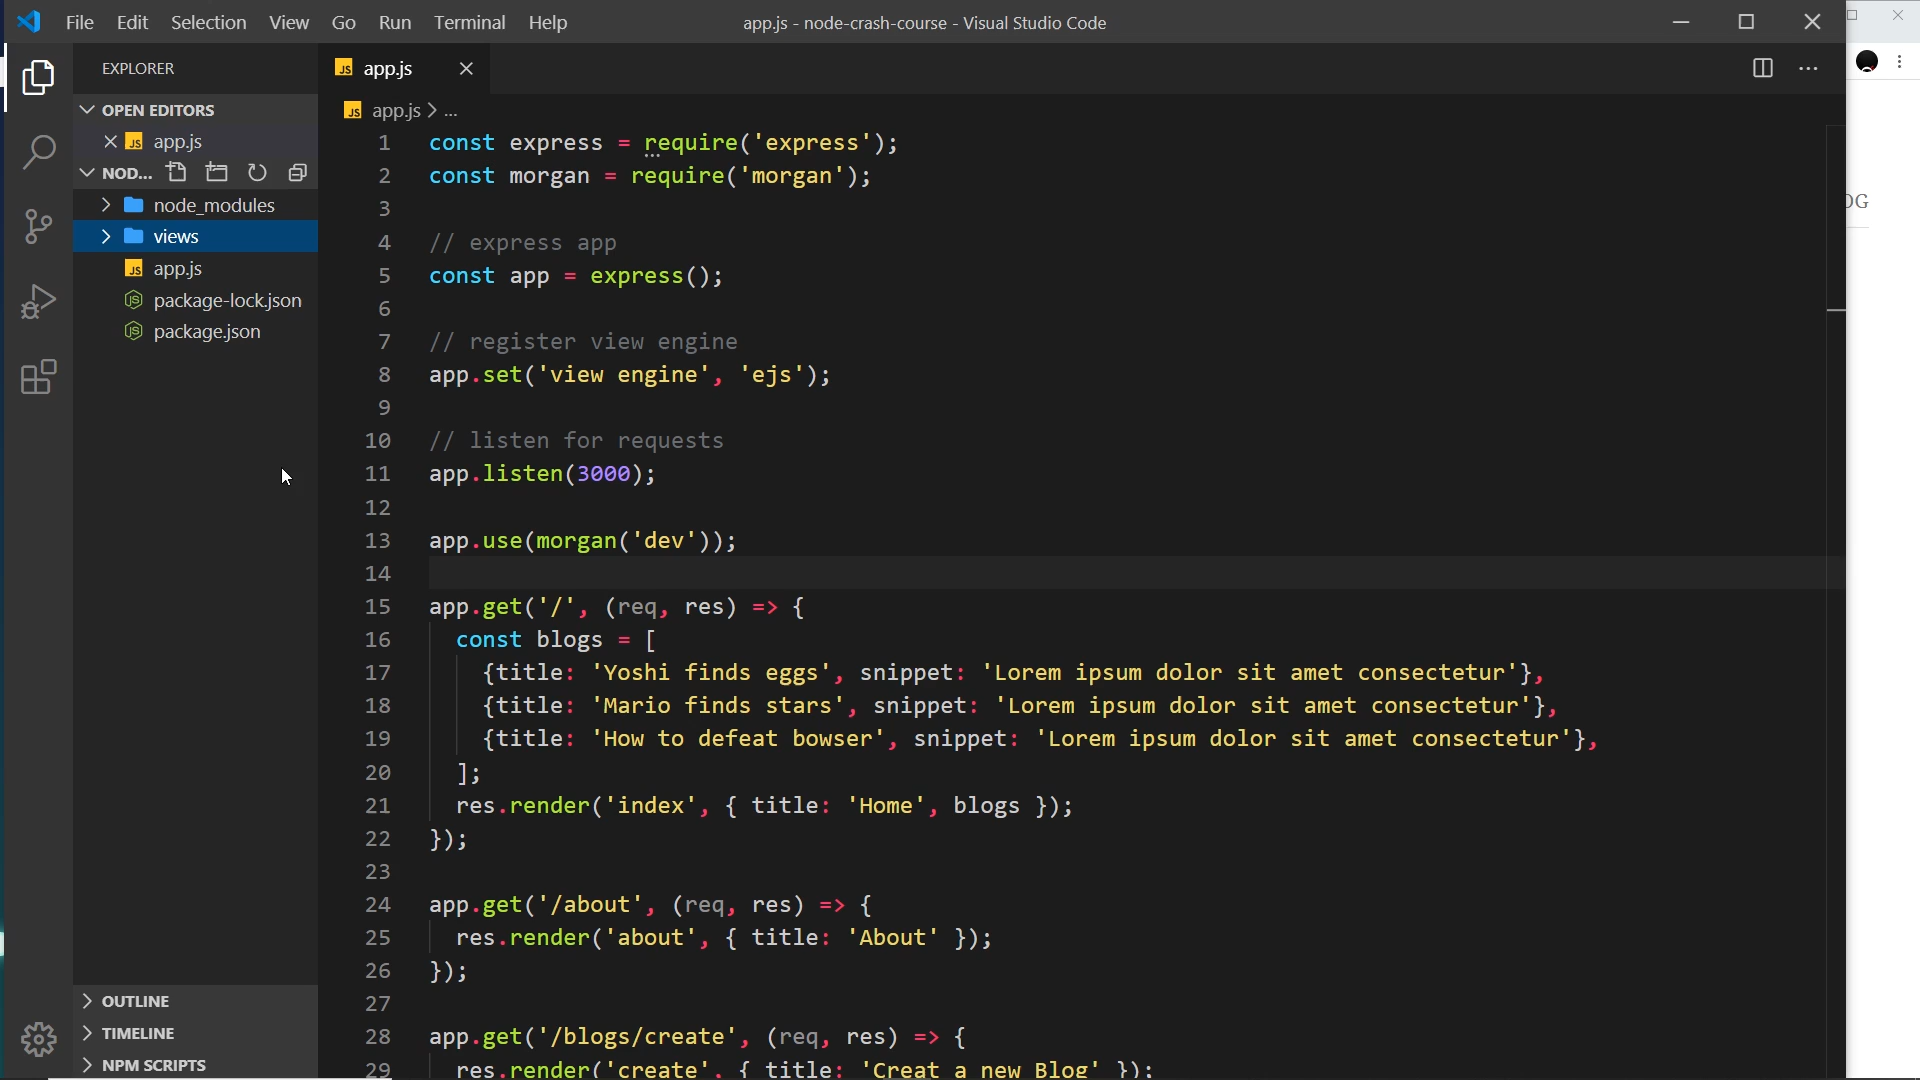 File Edit Selection View Go Run Terminal Help
app.js - node-crash-course - Visual Studio Code
EXPLORER
OPEN EDITORS
JS app.js
NOD...
node_modules
views
JS app.js
package-lock.json
package.json
OUTLINE
TIMELINE
NPM SCRIPTS
JS app.js
JS app.js > ...
1 const express = require('express');
2 const morgan = require('morgan');
3
4 // express app
5 const app = express();
6
7 // register view engine
8 app.set('view engine', 'ejs');
9
10 // listen for requests
11 app.listen(3000);
12
13 app.use(morgan('dev'));
14
15 app.get('/', (req, res) => {
16 const blogs = [
17 {title: 'Yoshi finds eggs', snippet: 'Lorem ipsum dolor sit amet consectetur'},
18 {title: 'Mario finds stars', snippet: 'Lorem ipsum dolor sit amet consectetur'},
19 {title: 'How to defeat bowser', snippet: 'Lorem ipsum dolor sit amet consectetur'},
20 ];
21 res.render('index', { title: 'Home', blogs });
22 });
23
24 app.get('/about', (req, res) => {
25 res.render('about', { title: 'About' });
26 });
27
28 app.get('/blogs/create', (req, res) => {
29 res.render('create', { title: 'Creat a new Blog' });